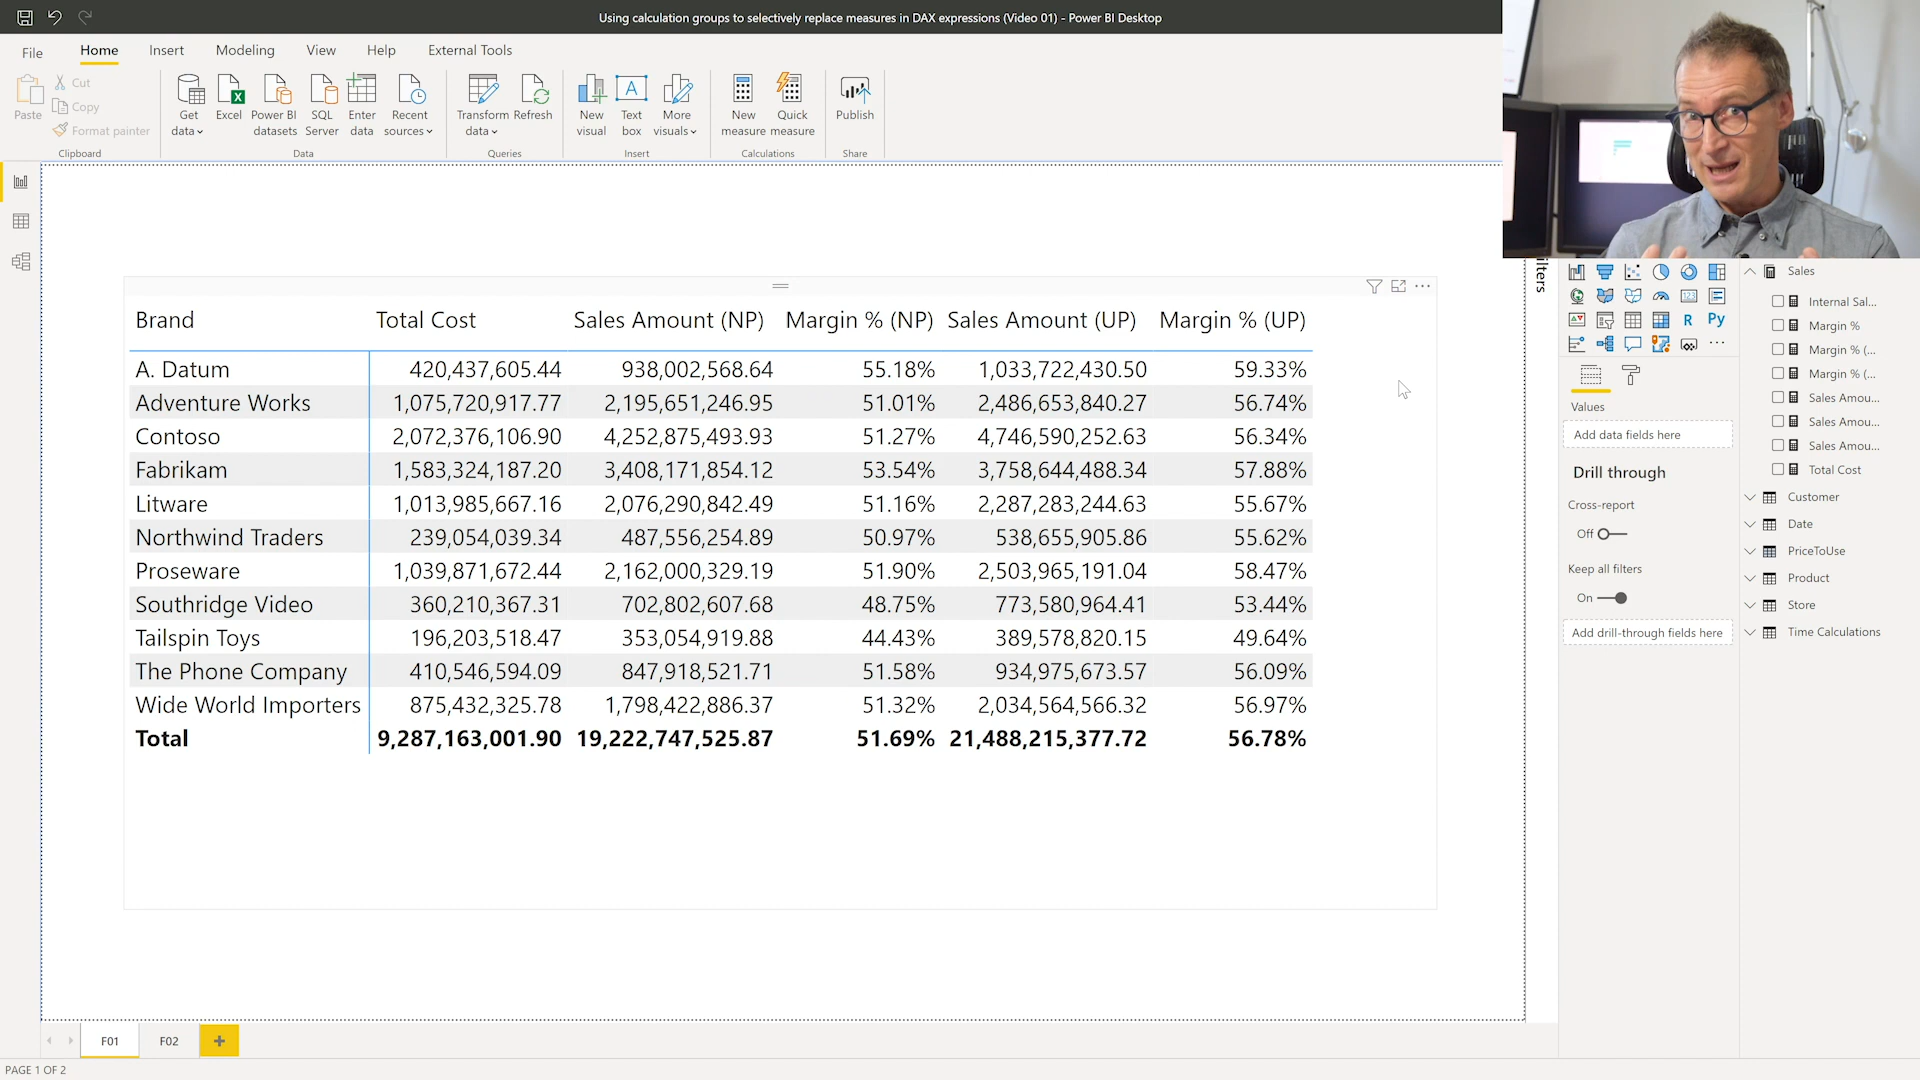 Using calculation groups to selectively replace measures in DAX expressions (Video 01) - Power BI Desktop
File Home Insert Modeling View Help External Tools
Paste
Cut
Copy
Format painter
Clipboard
Get data
Excel
Power BI datasets
SQL Server
Enter data
Recent sources
Data
Transform data
Refresh
Queries
New visual
Text box
More visuals
Insert
New measure
Quick measure
Calculations
Publish
Share
Brand Total Cost Sales Amount (NP) Margin % (NP) Sales Amount (UP) Margin % (UP)
A. Datum 420,437,605.44 938,002,568.64 55.18% 1,033,722,430.50 59.33%
Adventure Works 1,075,720,917.77 2,195,651,246.95 51.01% 2,486,653,840.27 56.74%
Contoso 2,072,376,106.90 4,252,875,493.93 51.27% 4,746,590,252.63 56.34%
Fabrikam 1,583,324,187.20 3,408,171,854.12 53.54% 3,758,644,488.34 57.88%
Litware 1,013,985,667.16 2,076,290,842.49 51.16% 2,287,283,244.63 55.67%
Northwind Traders 239,054,039.34 487,556,254.89 50.97% 538,655,905.86 55.62%
Proseware 1,039,871,672.44 2,162,000,329.19 51.90% 2,503,965,191.04 58.47%
Southridge Video 360,210,367.31 702,802,607.68 48.75% 773,580,964.41 53.44%
Tailspin Toys 196,203,518.47 353,054,919.88 44.43% 389,578,820.15 49.64%
The Phone Company 410,546,594.09 847,918,521.71 51.58% 934,975,673.57 56.09%
Wide World Importers 875,432,325.78 1,798,422,886.37 51.32% 2,034,564,566.32 56.97%
Total 9,287,163,001.90 19,222,747,525.87 51.69% 21,488,215,377.72 56.78%
ilters
R Py
123
Values
Add data fields here
Drill through
Cross-report
Off
Keep all filters
On
Add drill-through fields here
Sales
Internal Sal...
Margin %
Margin % (...
Margin % (...
Sales Amou...
Sales Amou...
Sales Amou...
Total Cost
Customer
Date
PriceToUse
Product
Store
Time Calculations
F01 F02 +
PAGE 1 OF 2